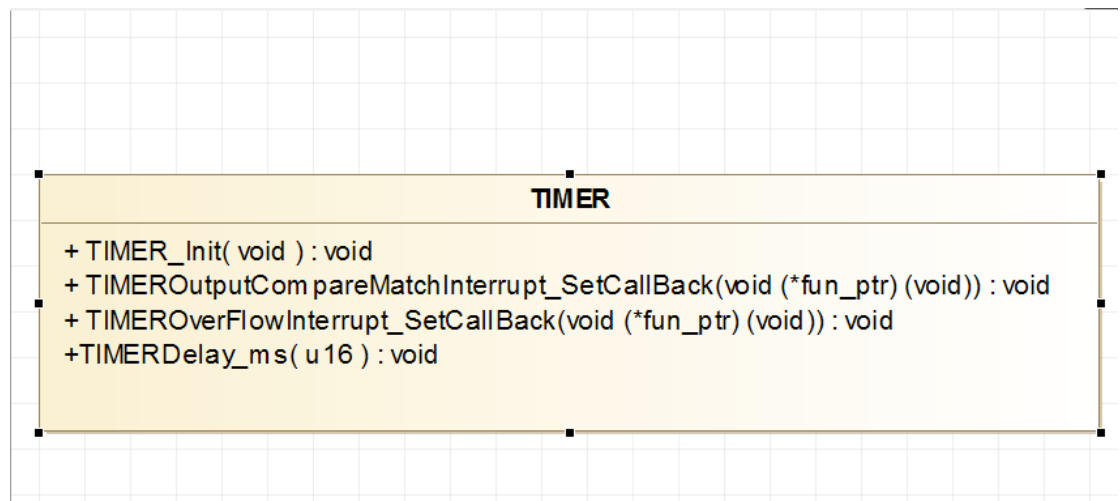 TIMER
+ TIMER_Init( void ) : void
+ TIMEROutputCompareMatchInterrupt_SetCallBack(void (*fun_ptr) (void)) : void
+ TIMEROverFlowInterrupt_SetCallBack(void (*fun_ptr) (void)) : void
+TIMERDelay_ms( u16 ) : void